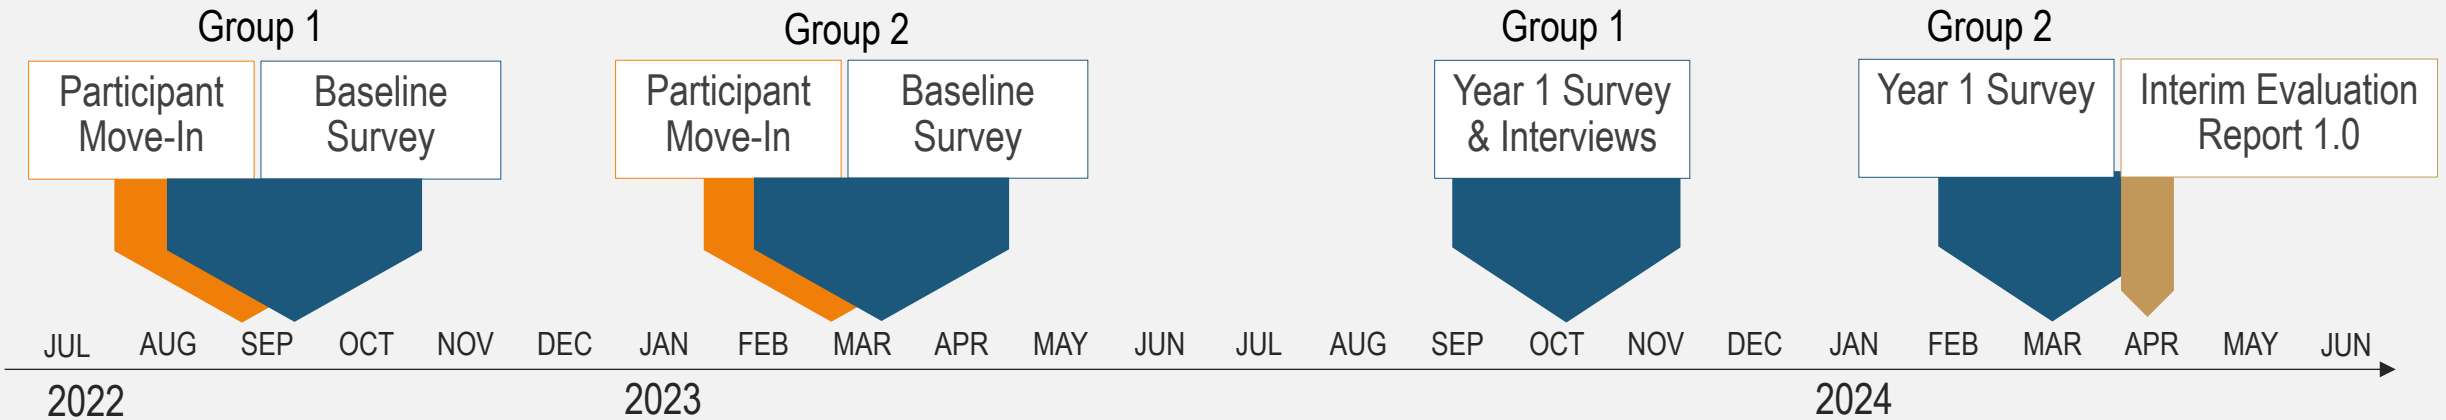 Group 1
Group 2
Group 1
Group 2
Participant
Move-In
Baseline
Survey
Participant
Move-In
Baseline
Survey
Year 1 Survey
& Interviews
Year 1 Survey
Interim Evaluation
Report 1.0
JUL AUG SEP OCT NOV DEC JAN FEB MAR APR MAY JUN JUL AUG SEP OCT NOV DEC JAN FEB MAR APR MAY JUN
2022 2023 2024